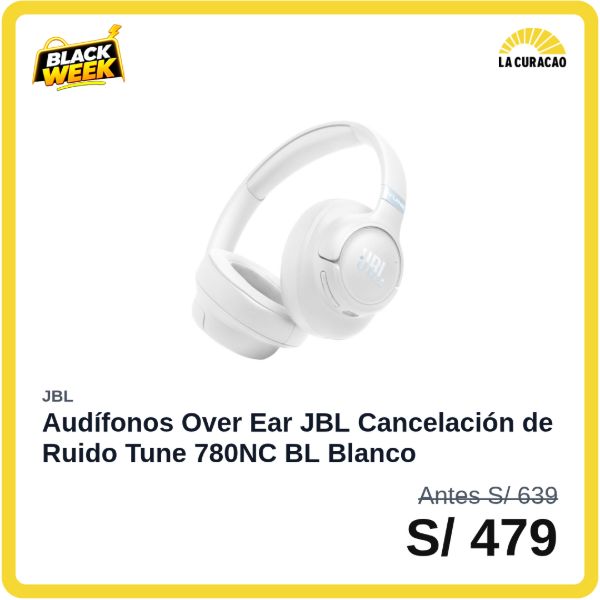 BLACK
WEEK
LA CURACAO
JBL
JBL
Audífonos Over Ear JBL Cancelación de
Ruido Tune 780NC BL Blanco
Antes S/ 639
S/ 479